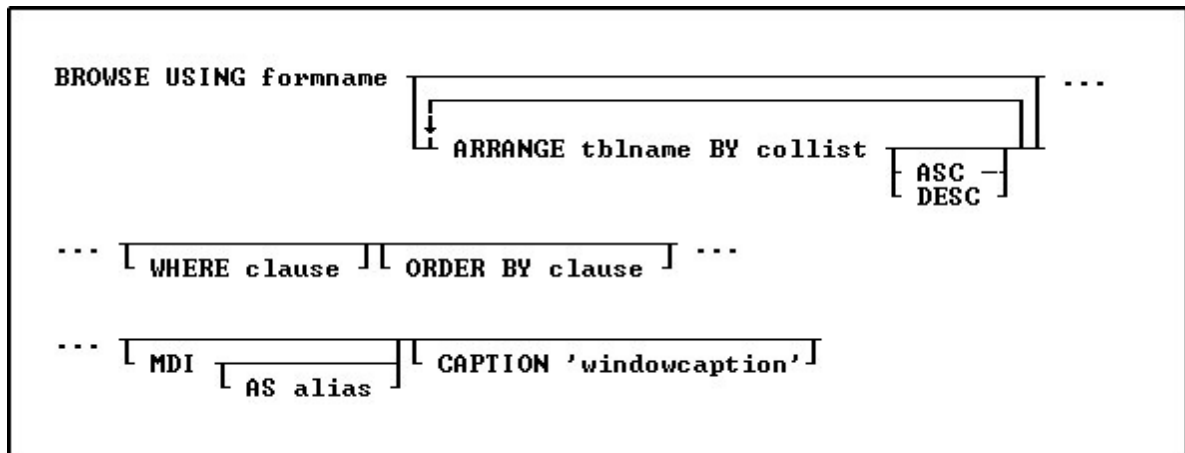 BROWSE USING formname ...
ARRANGE tblname BY collist
ASC
DESC
... WHERE clause ORDER BY clause ...
... MDI CAPTION 'windowcaption'
AS alias